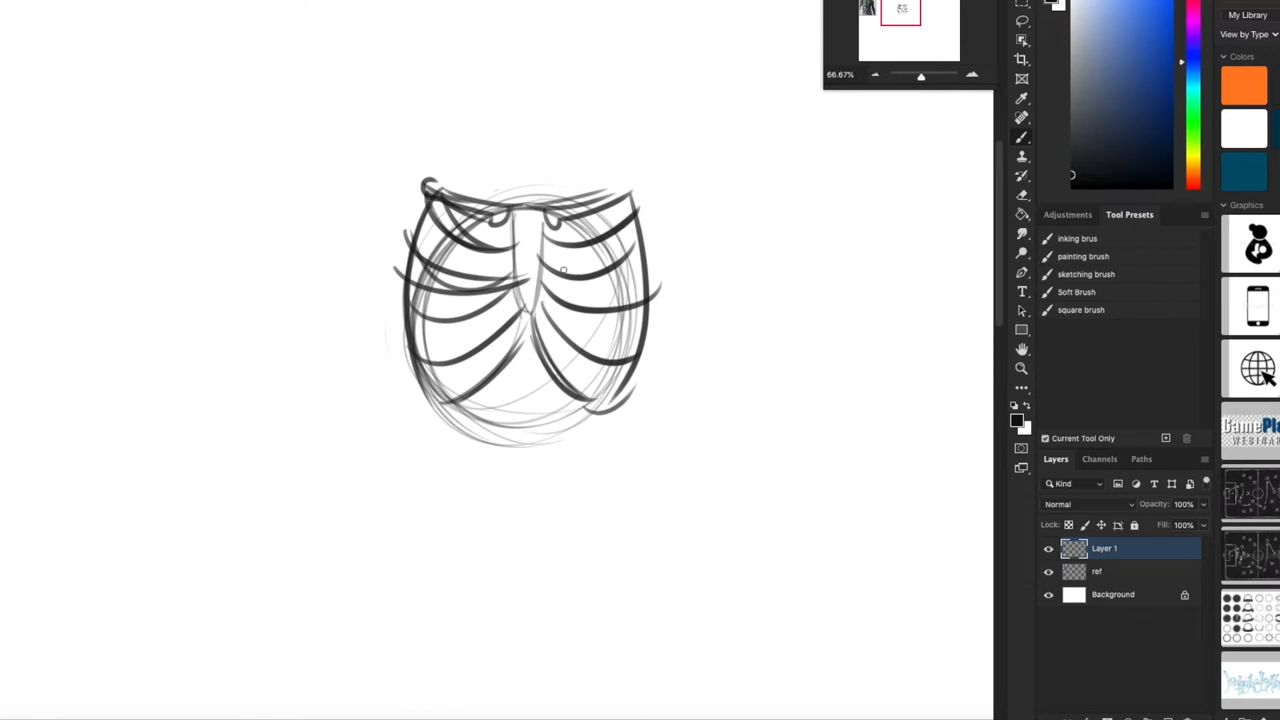 66.67%
My Library
View by Type
Colors
Adjustments
Tool Presets
inking brus
painting brush
sketching brush
Soft Brush
square brush
Graphics
Current Tool Only
Layers
Channels
Paths
Kind
Normal
Opacity: 100%
Lock:
Fill: 100%
Layer 1
ref
Background
GamePla
WEBINAR